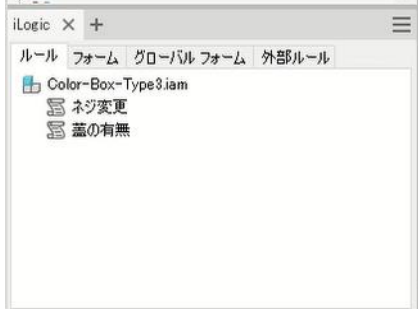 iLogic × +
ルール フォーム グローバル フォーム 外部ルール
Color-Box-Type3.iam
ネジ変更
蓋の有無